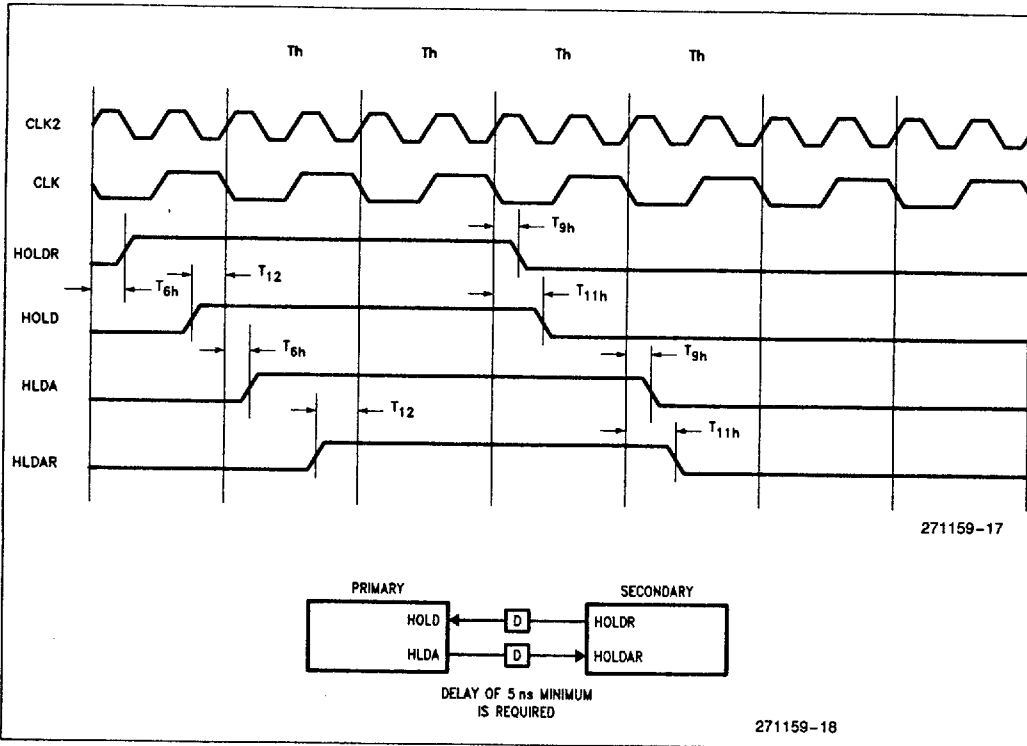 Th Th Th Th
CLK2
CLK
T9h
HOLDR
T12
T6h
T11h
HOLD
T6h
T9h
HLDA
T12
T11h
HLDAR
271159-17
PRIMARY SECONDARY
HOLD D HOLDR
HLDA D HOLDAR
DELAY OF 5 ns MINIMUM
IS REQUIRED
271159-18